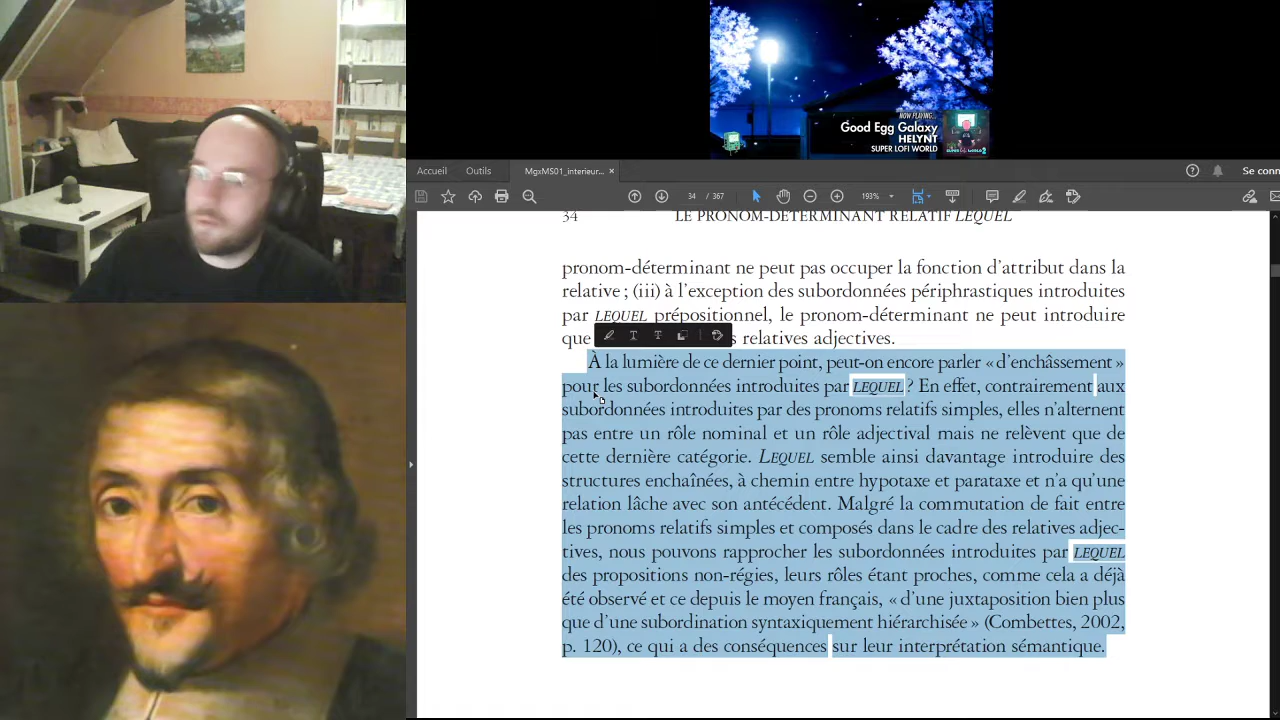 NOW PLAYING...
Good Egg Galaxy
HELYNT
SUPER LOFI WORLD
Accueil Outils MgxMS01_interieur... × Se conn
34 / 367 193%
34 LE PRONOM-DÉTERMINANT RELATIF LEQUEL
pronom-déterminant ne peut pas occuper la fonction d'attribut dans la
relative ; (iii) à l'exception des subordonnées périphrastiques introduites
par LEQUEL prépositionnel, le pronom-déterminant ne peut introduire
que relatives adjectives.
À la lumière de ce dernier point, peut-on encore parler « d'enchâssement »
pour les subordonnées introduites par LEQUEL ? En effet, contrairement aux
subordonnées introduites par des pronoms relatifs simples, elles n'alternent
pas entre un rôle nominal et un rôle adjectival mais ne relèvent que de
cette dernière catégorie. LEQUEL semble ainsi davantage introduire des
structures enchaînées, à chemin entre hypotaxe et parataxe et n'a qu'une
relation lâche avec son antécédent. Malgré la commutation de fait entre
les pronoms relatifs simples et composés dans le cadre des relatives adjec-
tives, nous pouvons rapprocher les subordonnées introduites par LEQUEL
des propositions non-régies, leurs rôles étant proches, comme cela a déjà
été observé et ce depuis le moyen français, « d'une juxtaposition bien plus
que d'une subordination syntaxiquement hiérarchisée » (Combettes, 2002,
p. 120), ce qui a des conséquences sur leur interprétation sémantique.